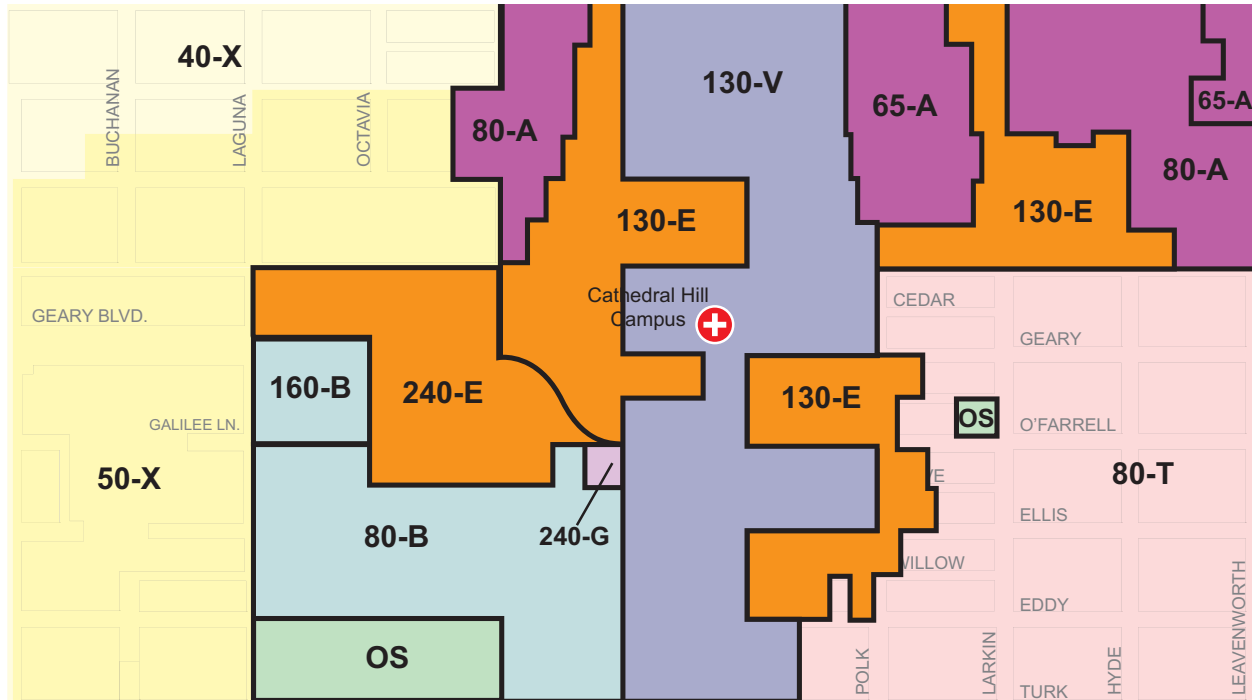 40-X
130-V
65-A
65-A
80-A
80-A
BUCHANAN
LAGUNA
OCTAVIA
130-E
130-E
Cathedral Hill
Campus
CEDAR
GEARY BLVD.
GEARY
160-B
240-E
130-E
OS
O'FARRELL
GALILEE LN.
50-X
80-T
80-B
240-G
ELLIS
WILLOW
EDDY
OS
POLK
LARKIN
HYDE
LEAVENWORTH
TURK